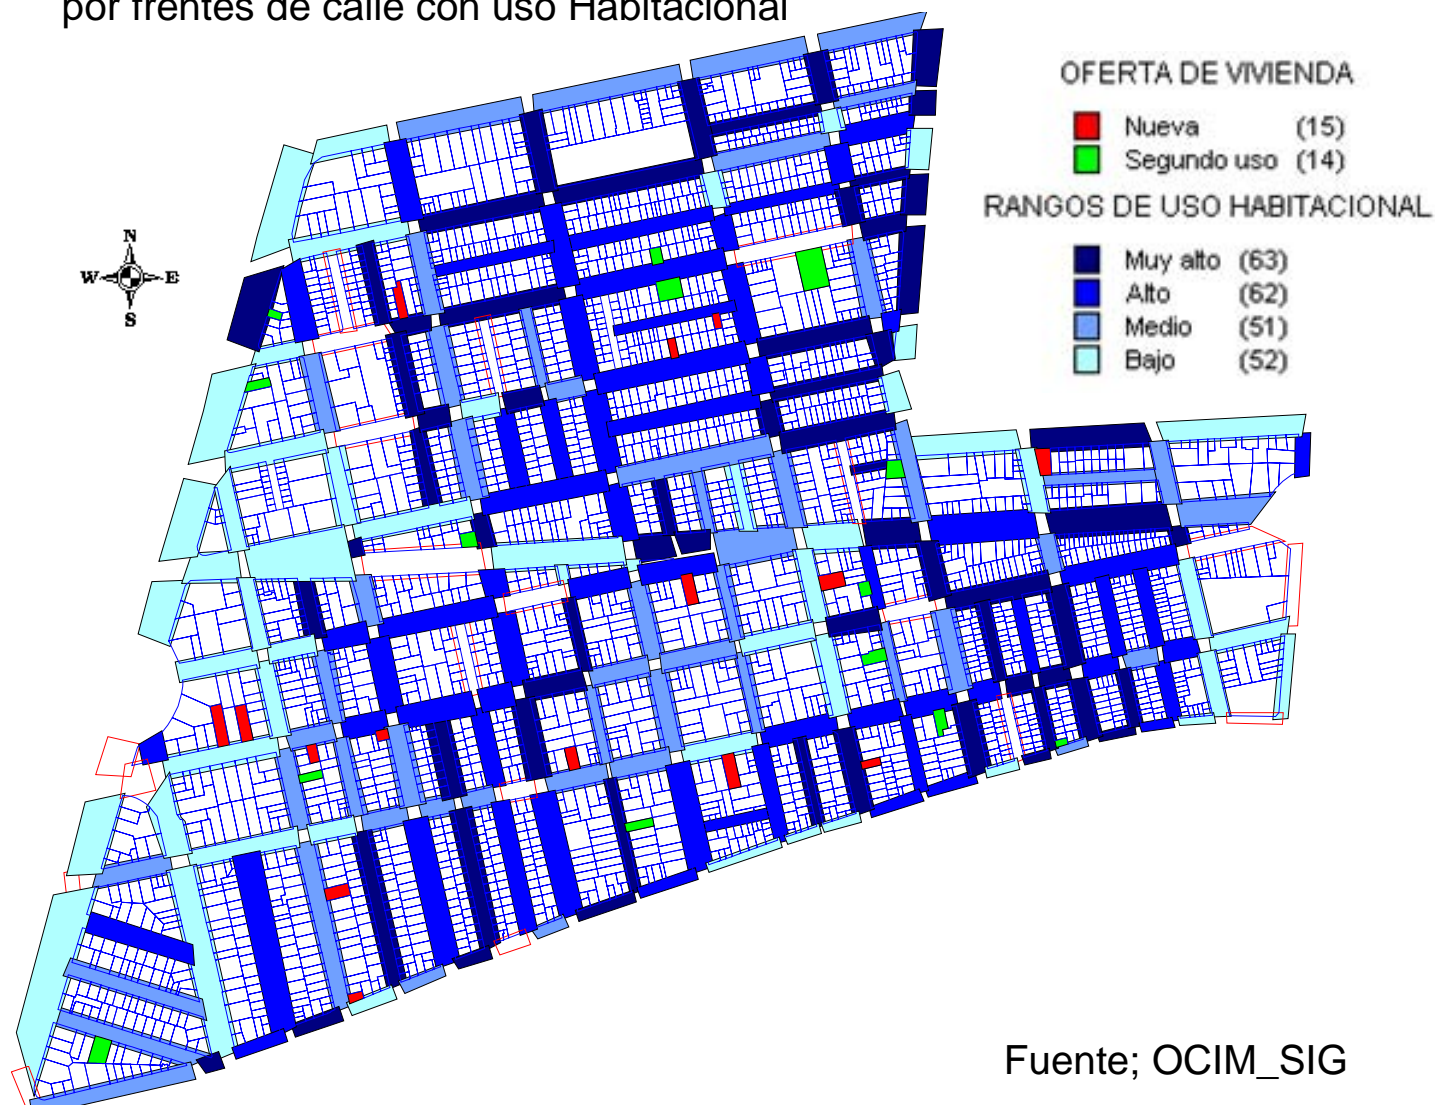 por frentes de calle con uso Habitacional
OFERTA DE VIVIENDA
Nueva (15)
Segundo uso (14)
RANGOS DE USO HABITACIONAL
Muy alto (63)
Alto (62)
Medio (51)
Bajo (52)
N
W E
S
Fuente; OCIM_SIG